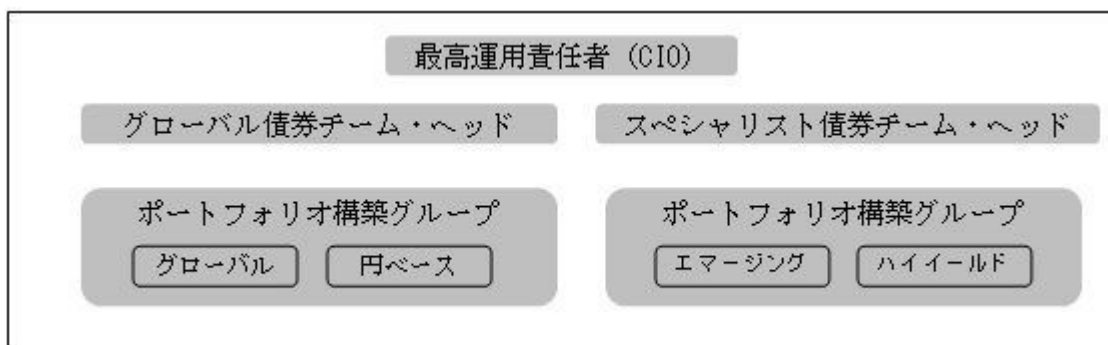 最高運用責任者 (CIO)
グローバル債券チーム・ヘッド
スペシャリスト債券チーム・ヘッド
ポートフォリオ構築グループ
グローバル
円ベース
ポートフォリオ構築グループ
エマージング
ハイイールド